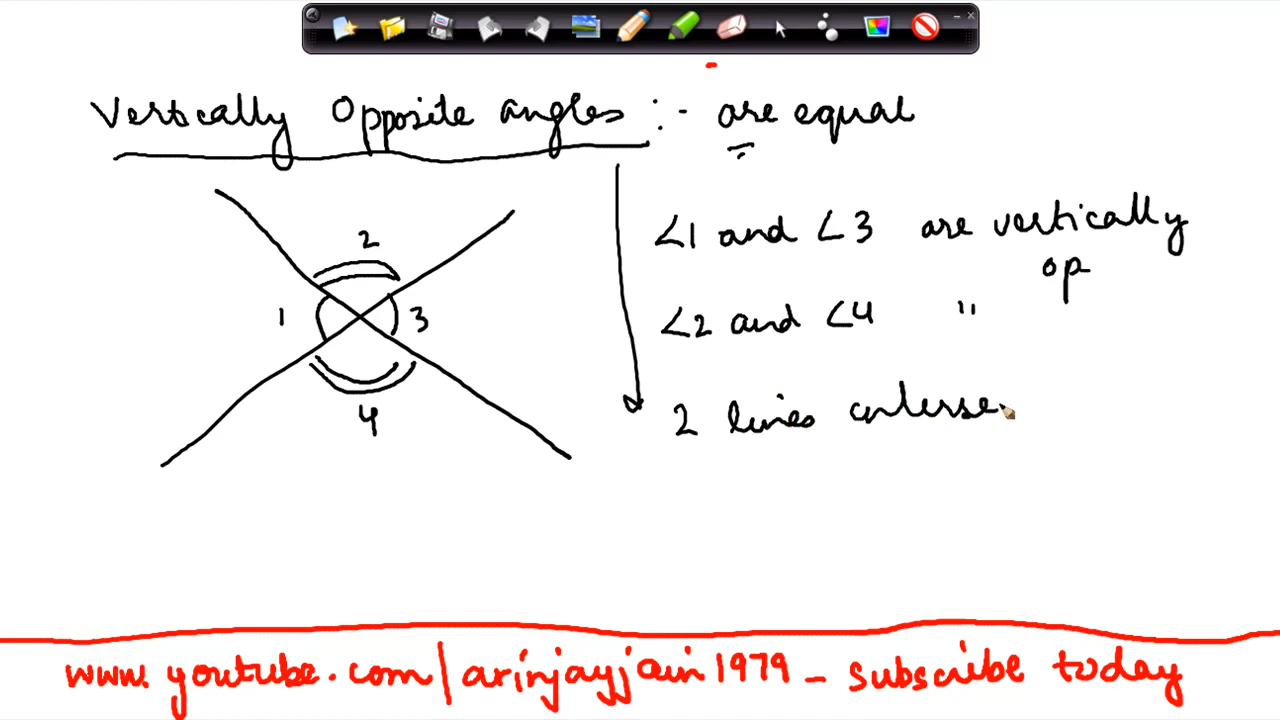 Vertically Opposite angles :- are equal
∠1 and ∠3 are vertically
op
∠2 and ∠4 "
2 lines interse
2
1
3
4
www.youtube.com/arinjayjain1979 - subscribe today